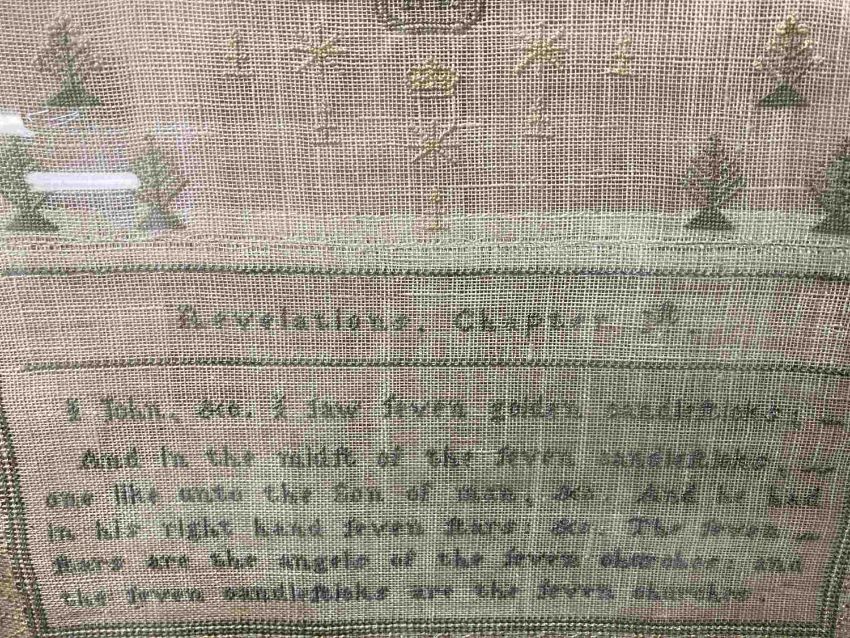 Revelations. Chapter 1ſt.
I John, &c. I ſaw ſeven golden candleſticks;
And in the midſt of the ſeven candleſticks,
one like unto the Son of man, &c. And he had
in his right hand ſeven ſtars: &c. The ſeven
ſtars are the angels of the ſeven churches: and
the ſeven candleſticks are the ſeven churches.